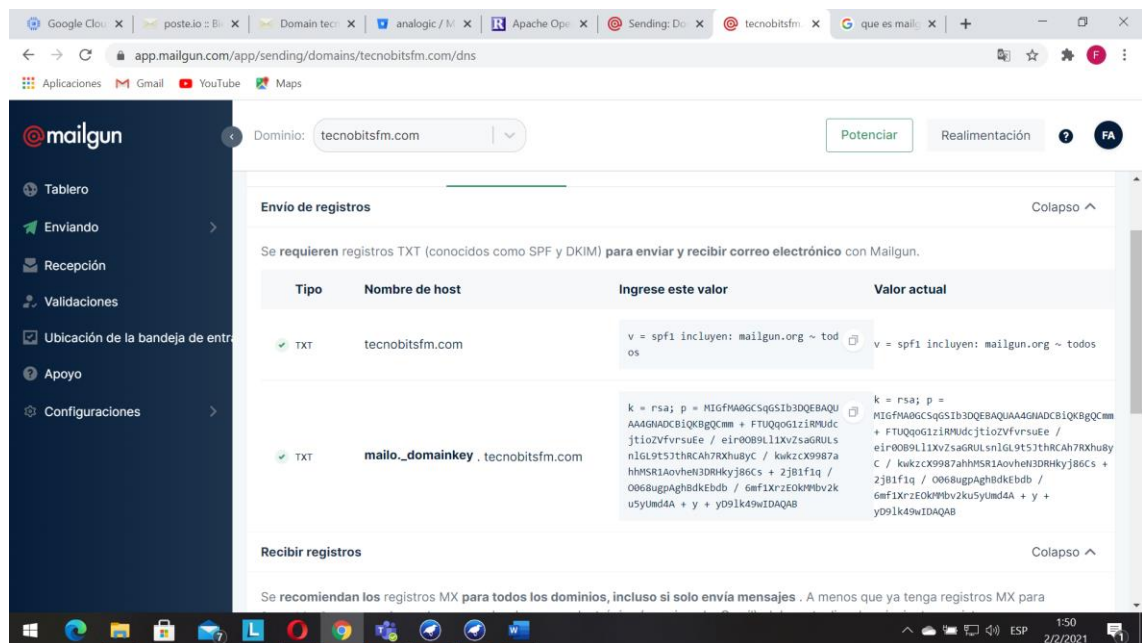 Google Clou
poste.io :: Bi
Domain tecn
analogic / M
Apache Ope
Sending: Do
tecnobitsfm.
que es mailg
app.mailgun.com/app/sending/domains/tecnobitsfm.com/dns
F
Aplicaciones Gmail YouTube Maps
mailgun
Dominio: tecnobitsfm.com
Potenciar
Realimentación
FA
Tablero
Enviando
Recepción
Validaciones
Ubicación de la bandeja de entra
Apoyo
Configuraciones
Envío de registros
Colapso
Se requieren registros TXT (conocidos como SPF y DKIM) para enviar y recibir correo electrónico con Mailgun.
Tipo Nombre de host Ingrese este valor Valor actual
TXT
tecnobitsfm.com
v = spf1 incluyen: mailgun.org ~ tod
os
v = spf1 incluyen: mailgun.org ~ todos
TXT
mailo._domainkey . tecnobitsfm.com
k = rsa; p = MIGfMA0GCSqGSIb3DQEBAQU
AA4GNADCBiQKBgQCmm + FTUQqoG1ziRMUdc
jtioZVfvrsuEe / eir0OB9Ll1XvZsaGRULs
nlGL9t5JthRCAh7RXhu8yC / kwkzcX9987a
hhMSR1AovheN3DRHkyj86Cs + 2jB1f1q /
O068ugpAghBdkEbdb / 6mf1XrzEOkMMbv2k
u5yUmd4A + y + yD9lk49wIDAQAB
k = rsa; p =
MIGfMA0GCSqGSIb3DQEBAQUAA4GNADCBiQKBgQCmm
+ FTUQqoG1ziRMUdcjtioZVfvrsuEe /
eir0OB9Ll1XvZsaGRULsnlGL9t5JthRCAh7RXhu8y
C / kwkzcX9987ahhMSR1AovheN3DRHkyj86Cs +
2jB1f1q / O068ugpAghBdkEbdb /
6mf1XrzEOkMMbv2ku5yUmd4A + y +
yD9lk49wIDAQAB
Recibir registros
Colapso
Se recomiendan los registros MX para todos los dominios, incluso si solo envía mensajes . A menos que ya tenga registros MX para
ESP
1:50
2/2/2021